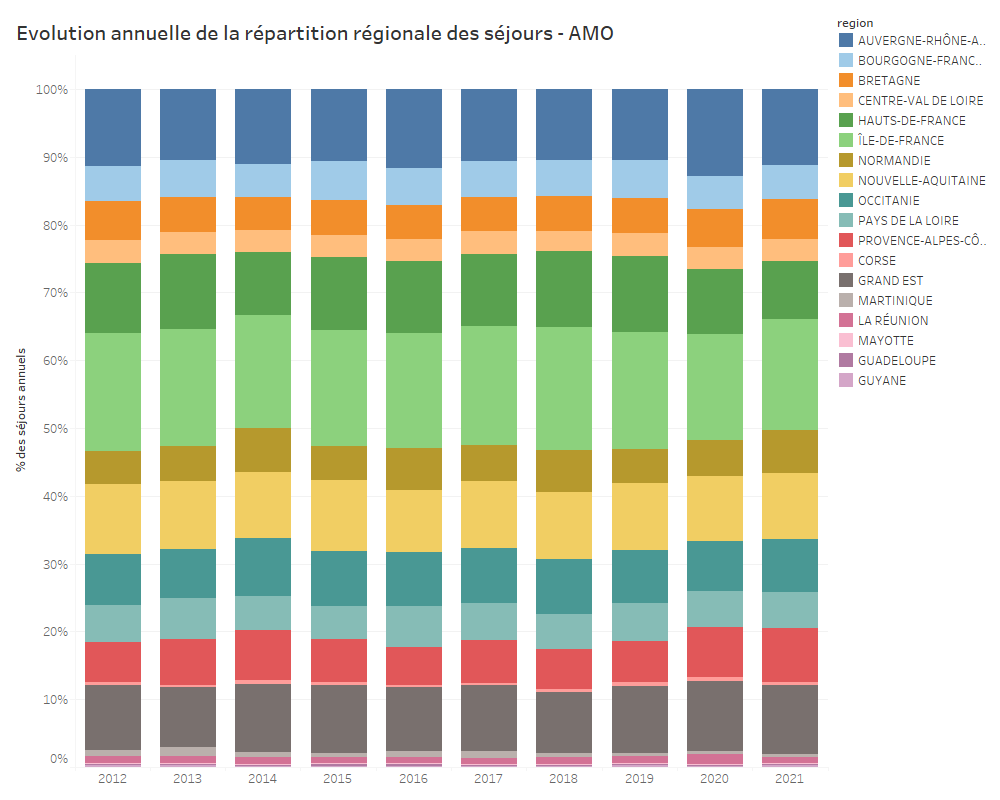 Evolution annuelle de la répartition régionale des séjours - AMO
region
AUVERGNE-RHÔNE-A..
BOURGOGNE-FRANC..
BRETAGNE
CENTRE-VAL DE LOIRE
HAUTS-DE-FRANCE
ÎLE-DE-FRANCE
NORMANDIE
NOUVELLE-AQUITAINE
OCCITANIE
PAYS DE LA LOIRE
PROVENCE-ALPES-CÔ..
CORSE
GRAND EST
MARTINIQUE
LA RÉUNION
MAYOTTE
GUADELOUPE
GUYANE
% des séjours annuels
100%
90%
80%
70%
60%
50%
40%
30%
20%
10%
0%
2012 2013 2014 2015 2016 2017 2018 2019 2020 2021